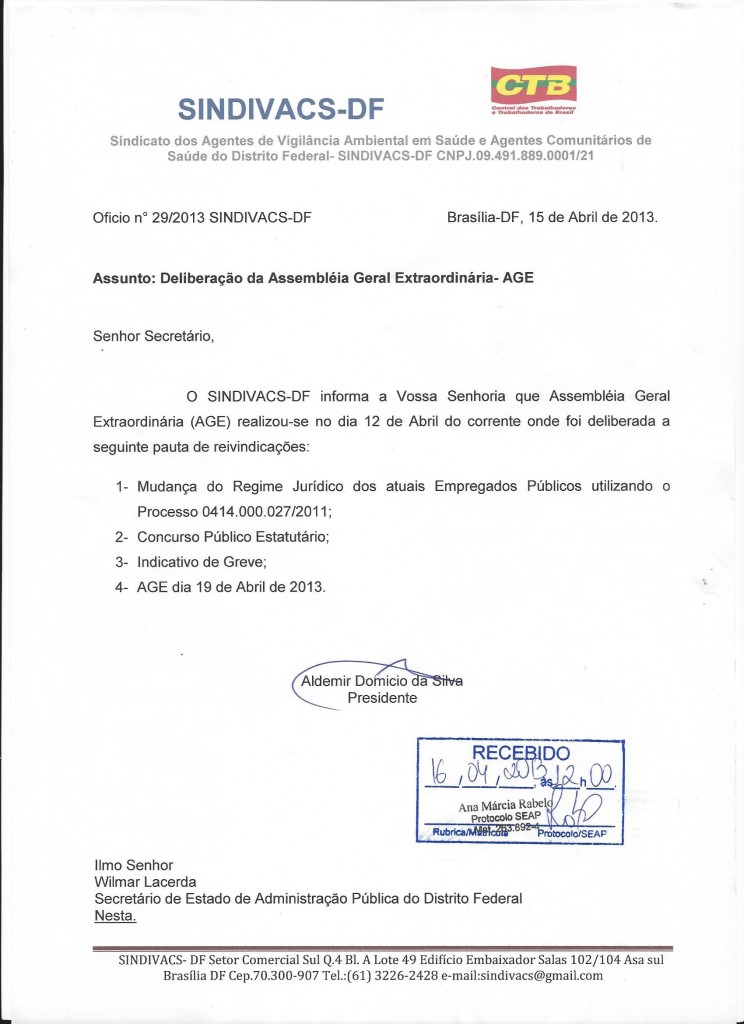 SINDIVACS-DF
CTB
Central dos Trabalhadores
e Trabalhadoras do Brasil
Sindicato dos Agentes de Vigilância Ambiental em Saúde e Agentes Comunitários de
Saúde do Distrito Federal- SINDIVACS-DF CNPJ.09.491.889.0001/21
Oficio n° 29/2013 SINDIVACS-DF Brasília-DF, 15 de Abril de 2013.
Assunto: Deliberação da Assembléia Geral Extraordinária- AGE
Senhor Secretário,
O SINDIVACS-DF informa a Vossa Senhoria que Assembléia Geral
Extraordinária (AGE) realizou-se no dia 12 de Abril do corrente onde foi deliberada a
seguinte pauta de reivindicações:
1- Mudança do Regime Jurídico dos atuais Empregados Públicos utilizando o
Processo 0414.000.027/2011;
2- Concurso Público Estatutário;
3- Indicativo de Greve;
4- AGE dia 19 de Abril de 2013.
Aldemir Domicio da Silva
Presidente
RECEBIDO
16, 04, 2013, às 12 h 00
Ana Márcia Rabelo
Protocolo SEAP
Mat. 263.892-4
Rubrica/Matrícula Protocolo/SEAP
Ilmo Senhor
Wilmar Lacerda
Secretário de Estado de Administração Pública do Distrito Federal
Nesta.
SINDIVACS- DF Setor Comercial Sul Q.4 Bl. A Lote 49 Edifício Embaixador Salas 102/104 Asa sul
Brasília DF Cep.70.300-907 Tel.:(61) 3226-2428 e-mail:sindivacs@gmail.com